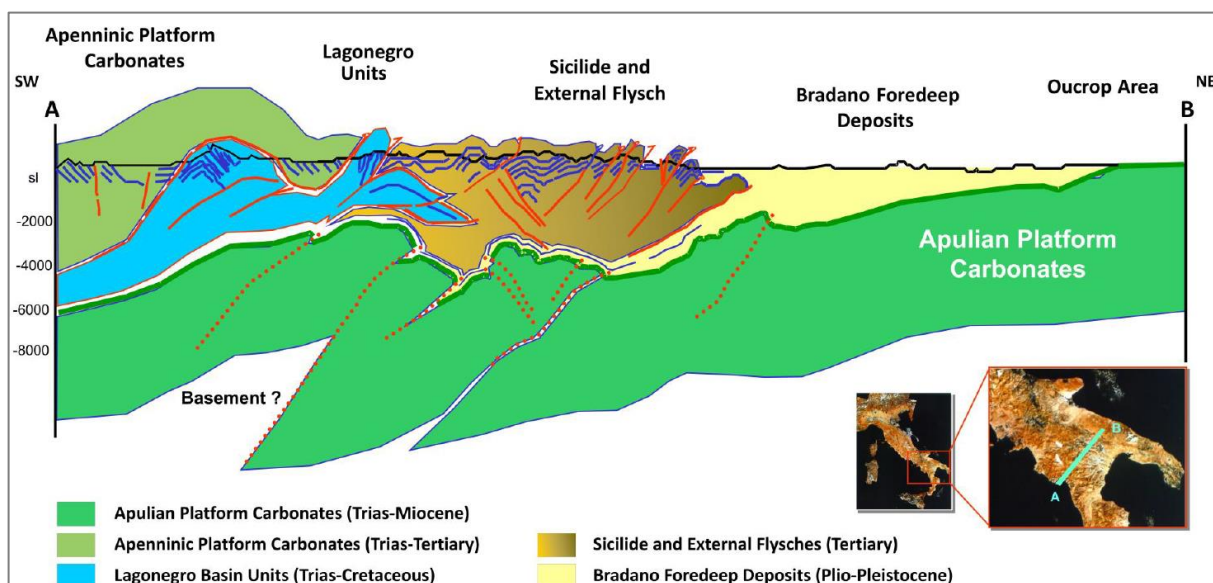 Apenninic Platform
Carbonates
Lagonegro
Units
Sicilide and
External Flysch
Bradano Foredeep
Deposits
Oucrop Area
SW
NE
A
B
sl
-2000
-4000
-6000
-8000
Apulian Platform
Carbonates
Basement ?
B
A
Apulian Platform Carbonates (Trias-Miocene)
Apenninic Platform Carbonates (Trias-Tertiary)
Lagonegro Basin Units (Trias-Cretaceous)
Sicilide and External Flysches (Tertiary)
Bradano Foredeep Deposits (Plio-Pleistocene)